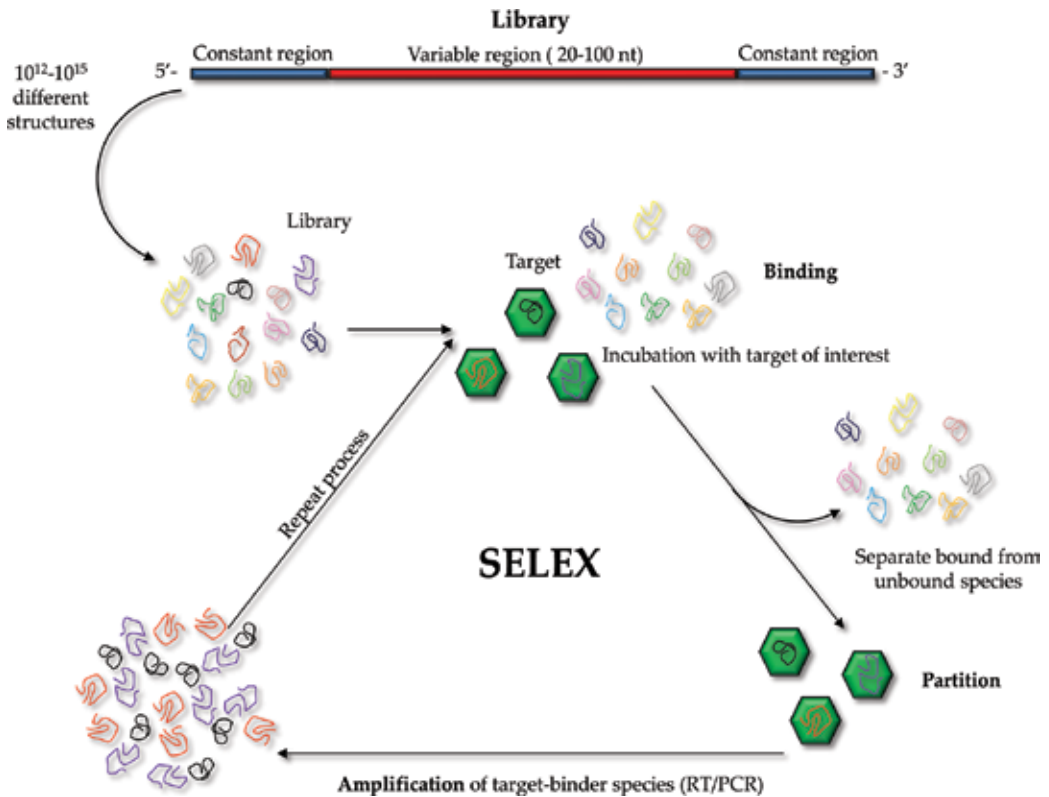 Library
Constant region
Variable region ( 20-100 nt)
Constant region
10¹²-10¹⁵
different
structures
5′-
- 3′
Library
Target
Binding
Incubation with target of interest
Repeat process
SELEX
Separate bound from
unbound species
Partition
Amplification of target-binder species (RT/PCR)